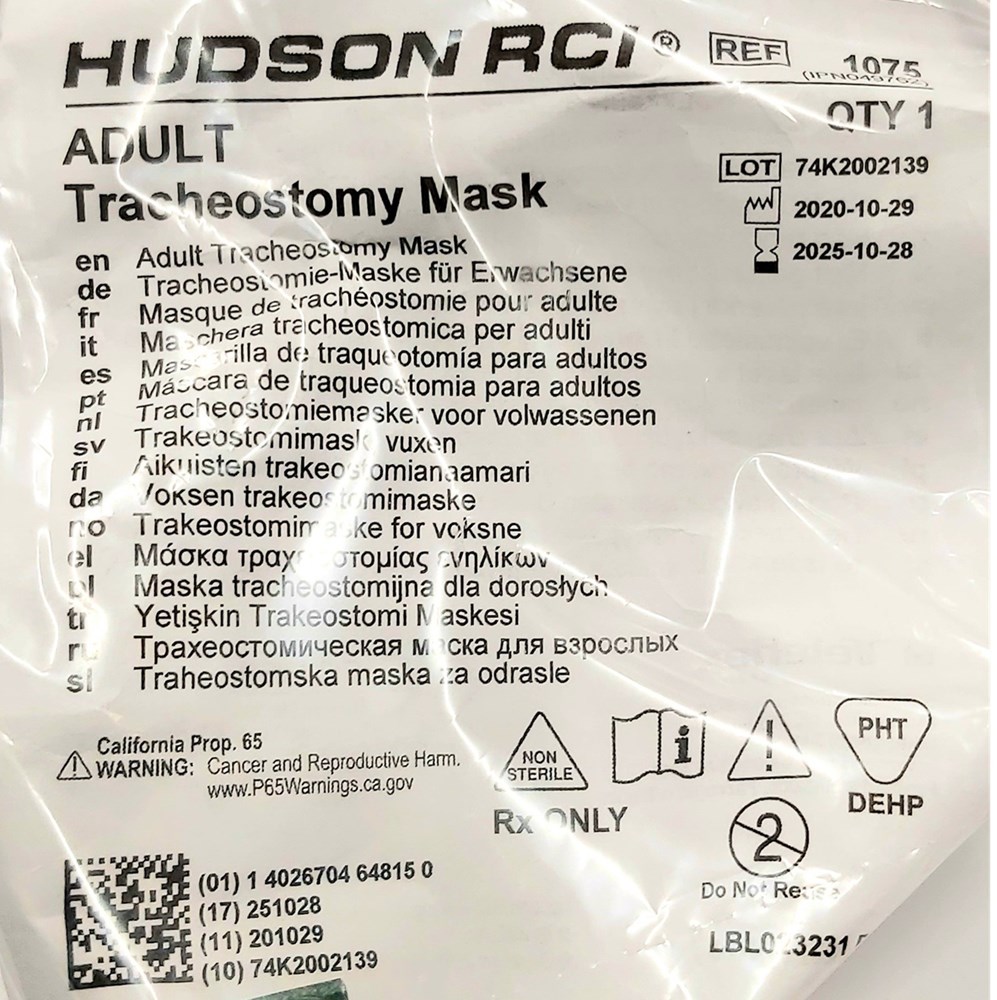 HUDSON RCI ® REF 1075
QTY 1
ADULT
Tracheostomy Mask
LOT 74K2002139
2020-10-29
2025-10-28
en Adult Tracheostomy Mask
de Tracheostomie-Maske für Erwachsene
fr Masque de trachéostomie pour adulte
it Maschera tracheostomica per adulti
es Mascarilla de traqueotomía para adultos
pt Máscara de traqueostomia para adultos
nl Tracheostomiemasker voor volwassenen
sv Trakeostomimask vuxen
fi Aikuisten trakeostomianaamari
da Voksen trakeostomimaske
no Trakeostomimaske for voksne
el Μάσκα τραχειοστομίας ενηλίκων
pl Maska tracheostomijna dla dorosłych
tr Yetişkin Trakeostomi Maskesi
ru Трахеостомическая маска для взрослых
sl Traheostomska maska za odrasle
California Prop. 65
WARNING: Cancer and Reproductive Harm.
www.P65Warnings.ca.gov
NON
STERILE
i
!
PHT
DEHP
Rx ONLY
2
Do Not Reuse
(01) 1 4026704 64815 0
(17) 251028
(11) 201029
(10) 74K2002139